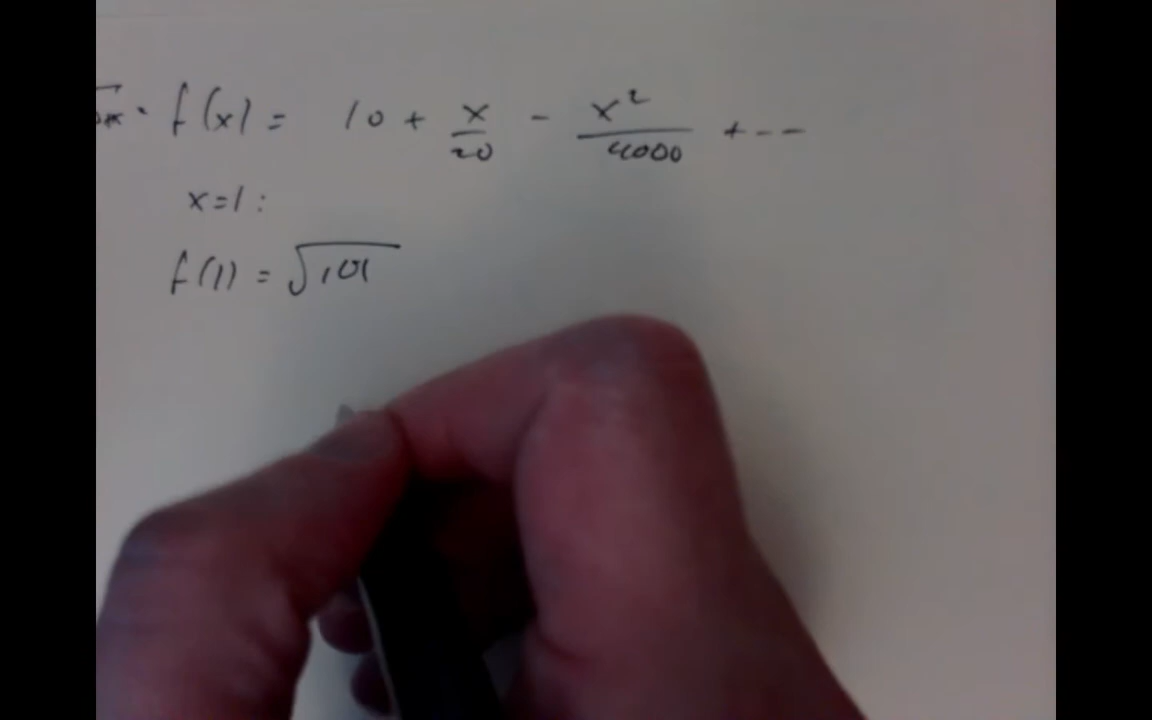 f(x) = 10 + x/20 - x²/4000 + ---
x=1:
f(1) = √101